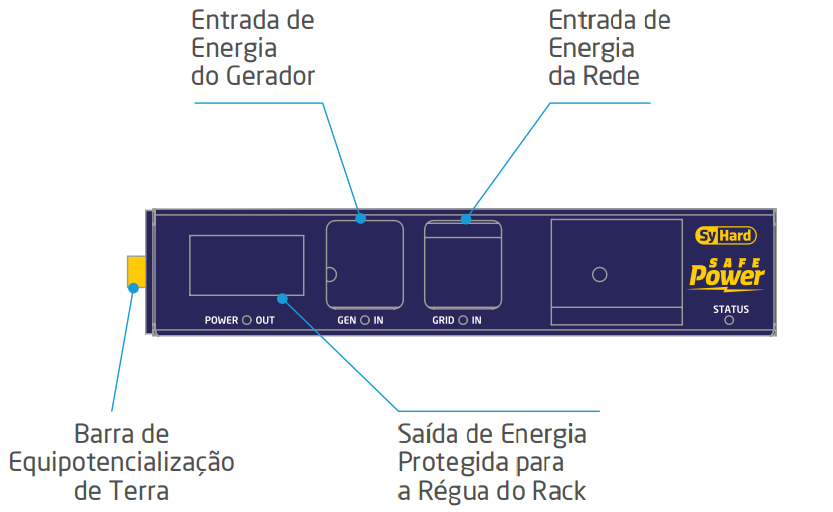 Entrada de
Energia
do Gerador
Entrada de
Energia
da Rede
SyHard
SAFE
Power
POWER OUT
GEN IN
GRID IN
STATUS
Barra de
Equipotencialização
de Terra
Saída de Energia
Protegida para
a Régua do Rack